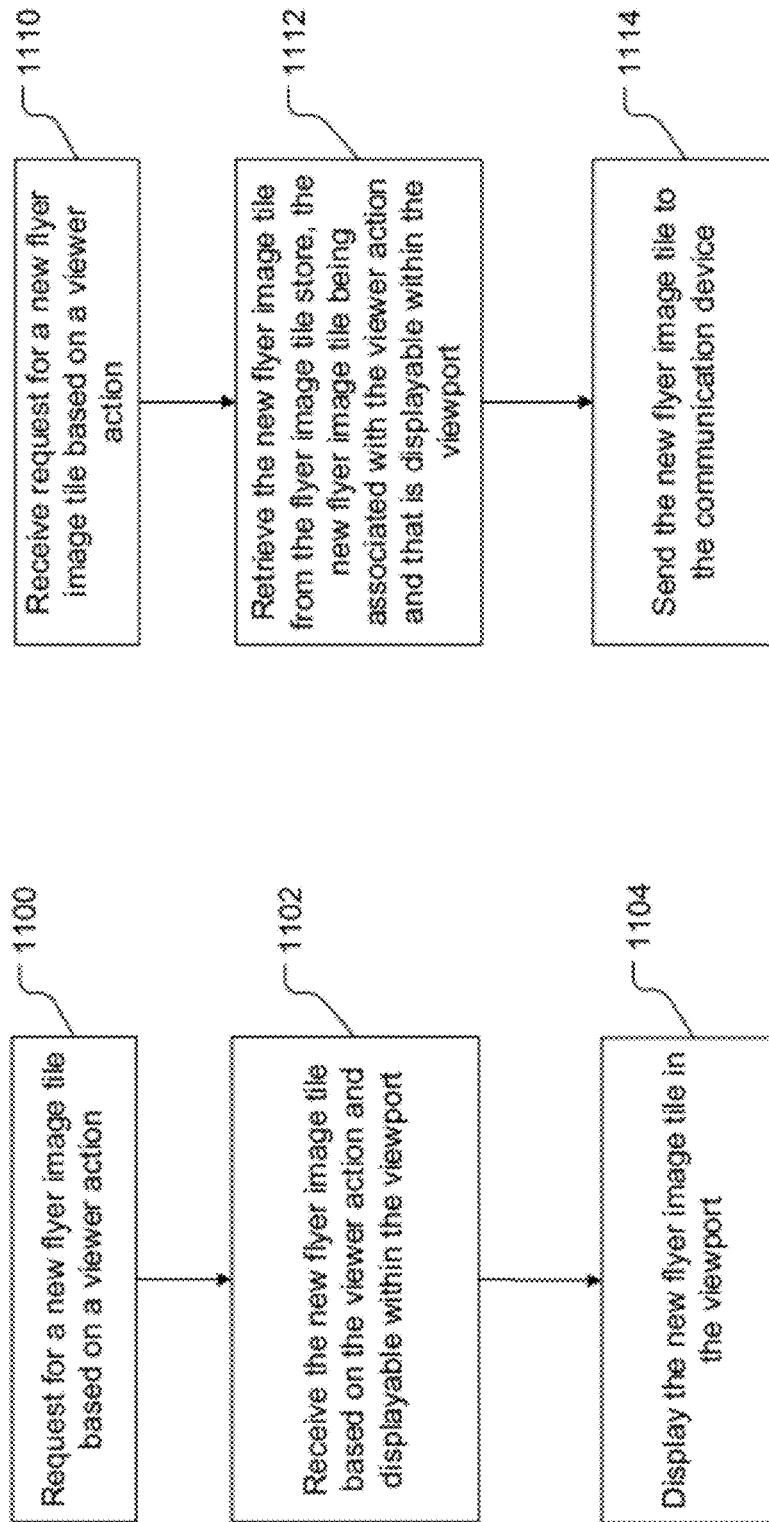 Request for a new flyer image tile
based on a viewer action
1100
Receive the new flyer image tile
based on the viewer action and
displayable within the viewport
1102
Display the new flyer image tile in
the viewport
1104
Receive request for a new flyer
image tile based on a viewer
action
1110
Retrieve the new flyer image tile
from the flyer image tile store, the
new flyer image tile being
associated with the viewer action
and that is displayable within the
viewport
1112
Send the new flyer image tile to
the communication device
1114